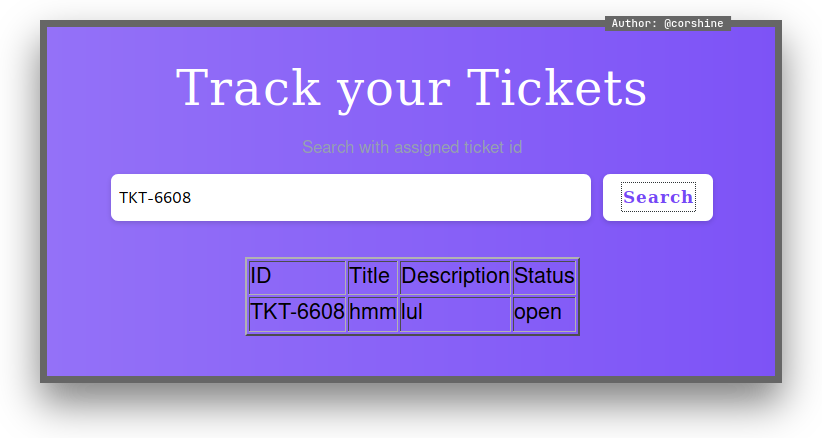 Author: @corshine
Track your Tickets
Search with assigned ticket id
TKT-6608 Search
ID Title Description Status
TKT-6608 hmm lul open